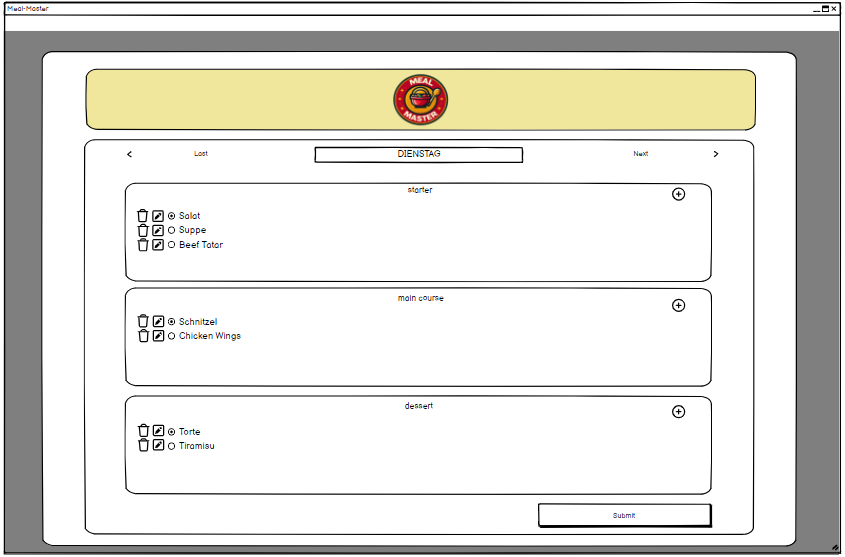 Meal-Master
MEAL
MASTER
< Last DIENSTAG Next >
starter
Salat
Suppe
Beef Tatar
main course
Schnitzel
Chicken Wings
dessert
Torte
Tiramisu
Submit